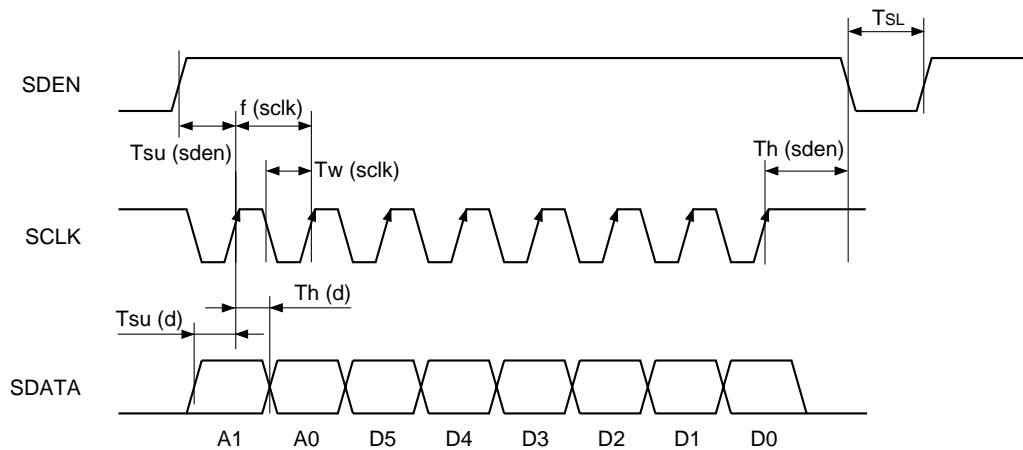 TSL
SDEN
f (sclk)
Tsu (sden)
Th (sden)
Tw (sclk)
SCLK
Th (d)
Tsu (d)
SDATA
A1 A0 D5 D4 D3 D2 D1 D0